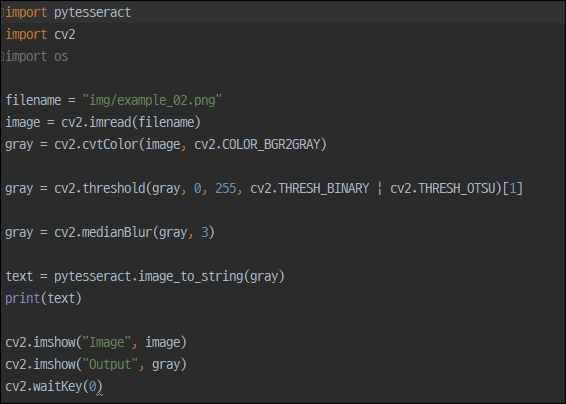 import pytesseract
import cv2
import os
filename = "img/example_02.png"
image = cv2.imread(filename)
gray = cv2.cvtColor(image, cv2.COLOR_BGR2GRAY)
gray = cv2.threshold(gray, 0, 255, cv2.THRESH_BINARY | cv2.THRESH_OTSU)[1]
gray = cv2.medianBlur(gray, 3)
text = pytesseract.image_to_string(gray)
print(text)
cv2.imshow("Image", image)
cv2.imshow("Output", gray)
cv2.waitKey(0)